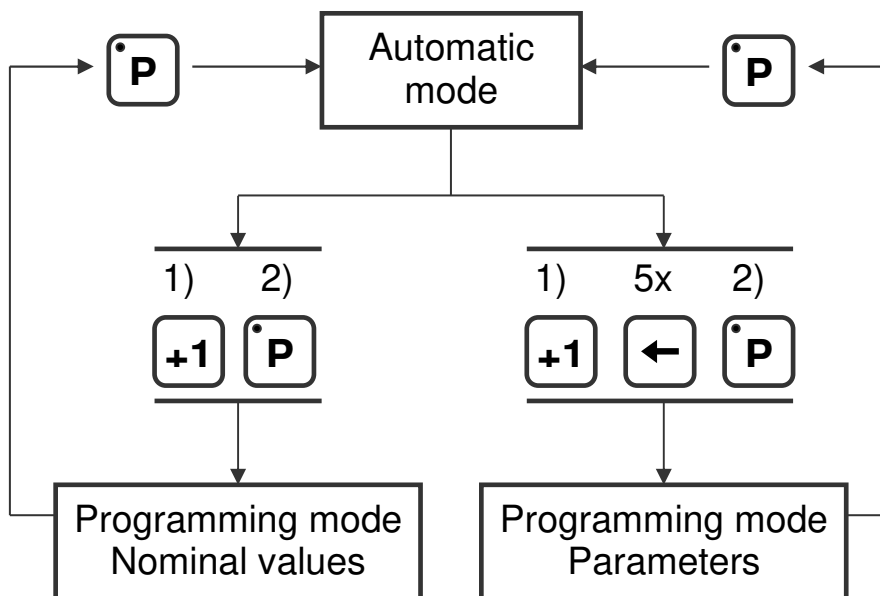 P
Automatic
mode
P
1) 2)
+1 P
1) 5x 2)
+1 ← P
Programming mode
Nominal values
Programming mode
Parameters